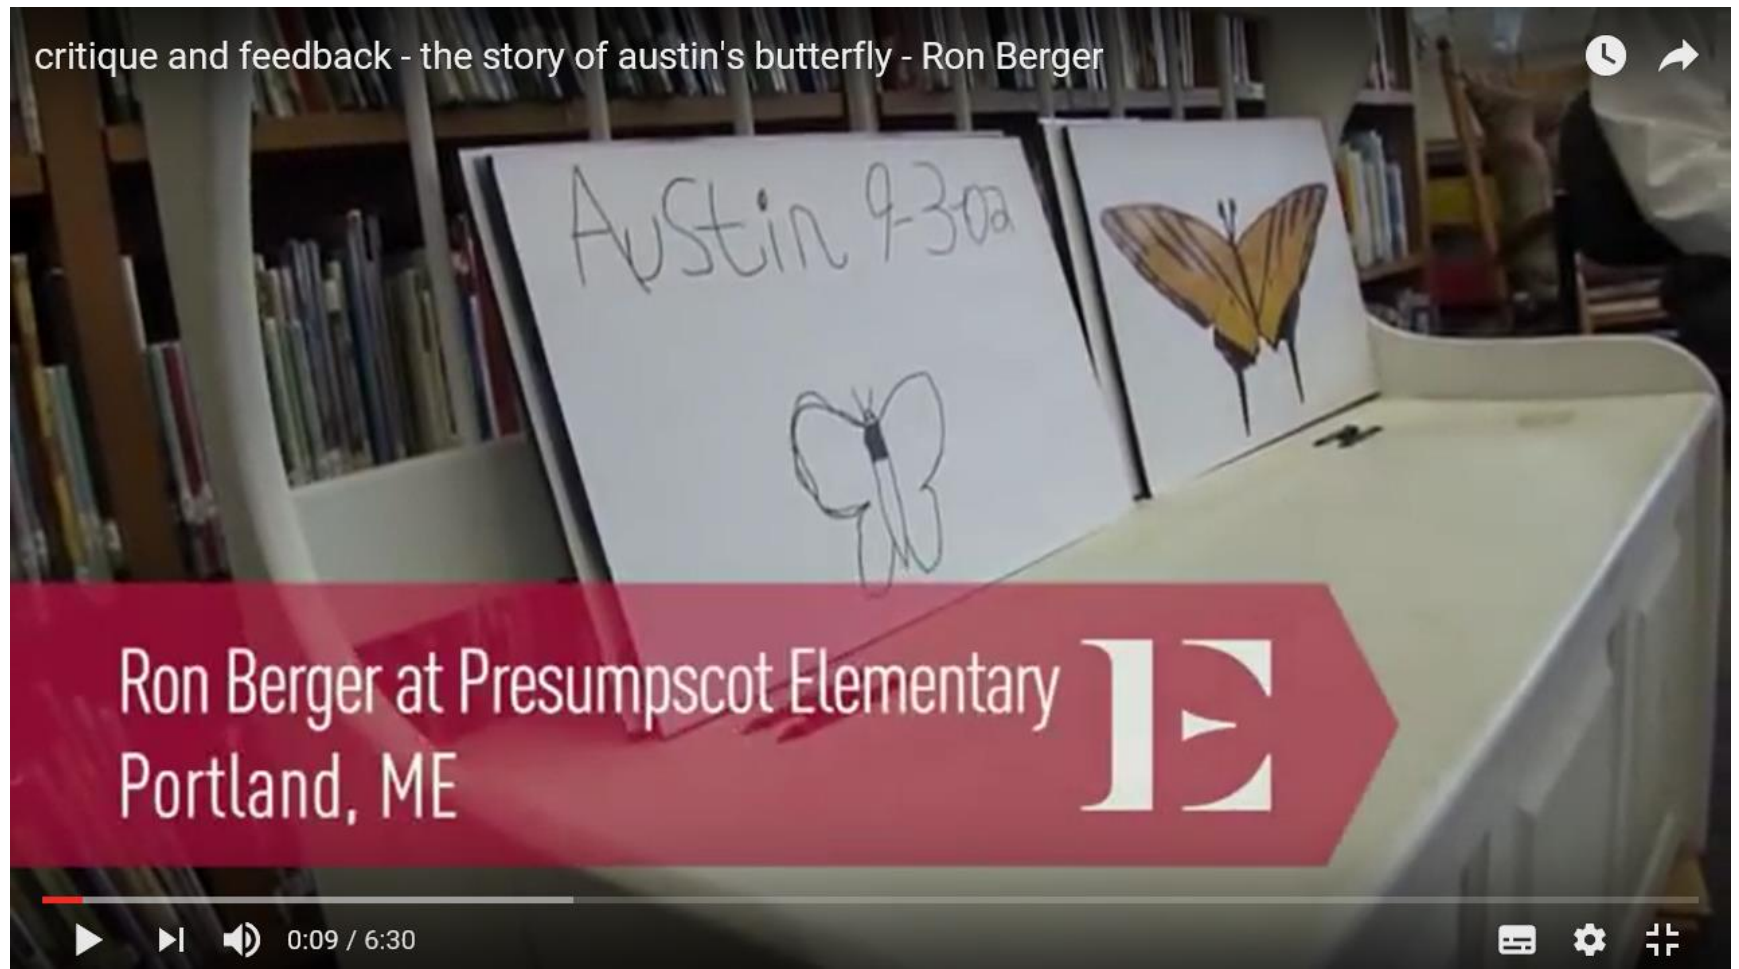 critique and feedback - the story of austin's butterfly - Ron Berger
Austin 9-3-02
Ron Berger at Presumpscot Elementary
Portland, ME
E
0:09 / 6:30